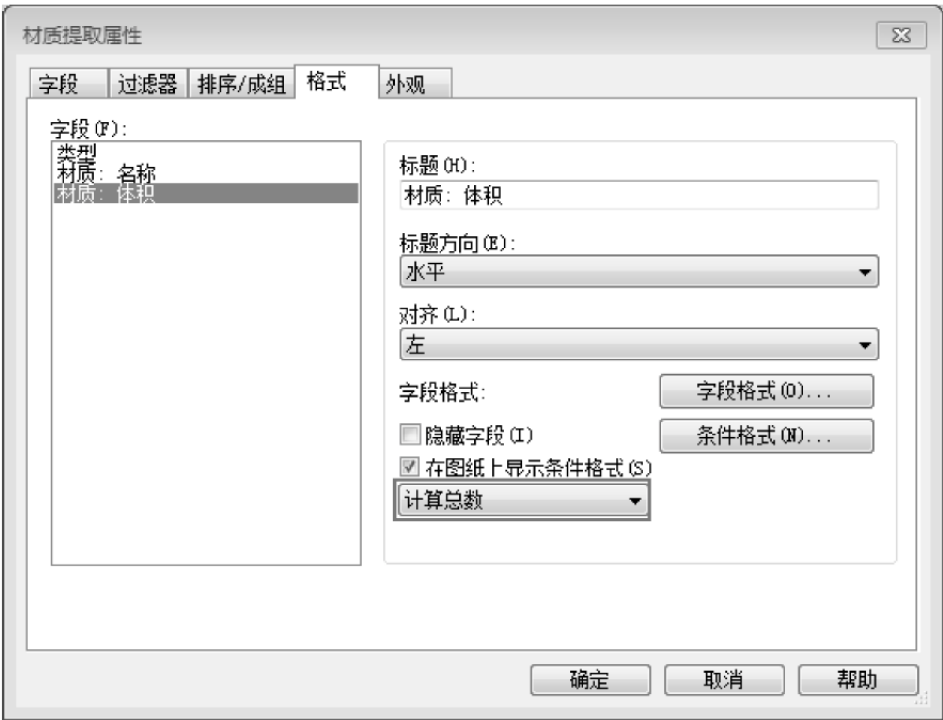 材质提取属性
字段 过滤器 排序/成组 格式 外观
字段(F):
类型
材质: 名称
材质: 体积
标题(H):
材质: 体积
标题方向(E):
水平
对齐(L):
左
字段格式: 字段格式(O)...
隐藏字段(I) 条件格式(N)...
在图纸上显示条件格式(S)
计算总数
确定 取消 帮助